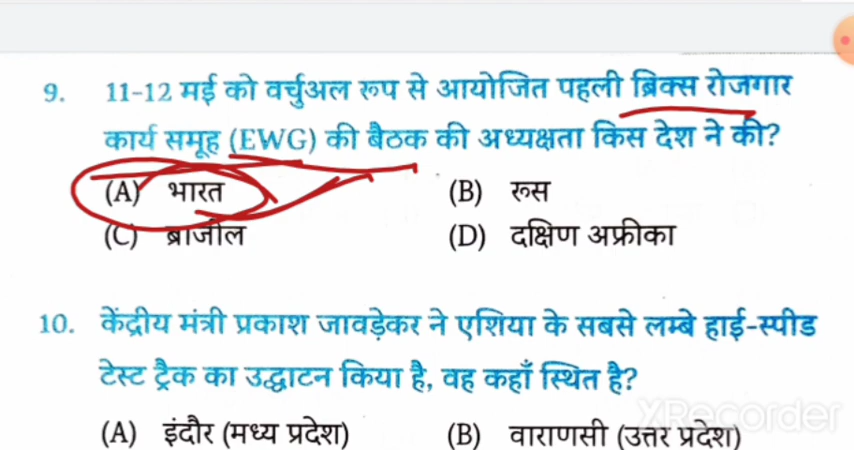 9. 11-12 मई को वर्चुअल रूप से आयोजित पहली ब्रिक्स रोजगार
कार्य समूह (EWG) की बैठक की अध्यक्षता किस देश ने की?
(A) भारत (B) रूस
(C) ब्राजील (D) दक्षिण अफ्रीका
10. केंद्रीय मंत्री प्रकाश जावड़ेकर ने एशिया के सबसे लम्बे हाई-स्पीड
टेस्ट ट्रैक का उद्घाटन किया है, वह कहाँ स्थित है?
XRecorder
(A) इंदौर (मध्य प्रदेश) (B) वाराणसी (उत्तर प्रदेश)